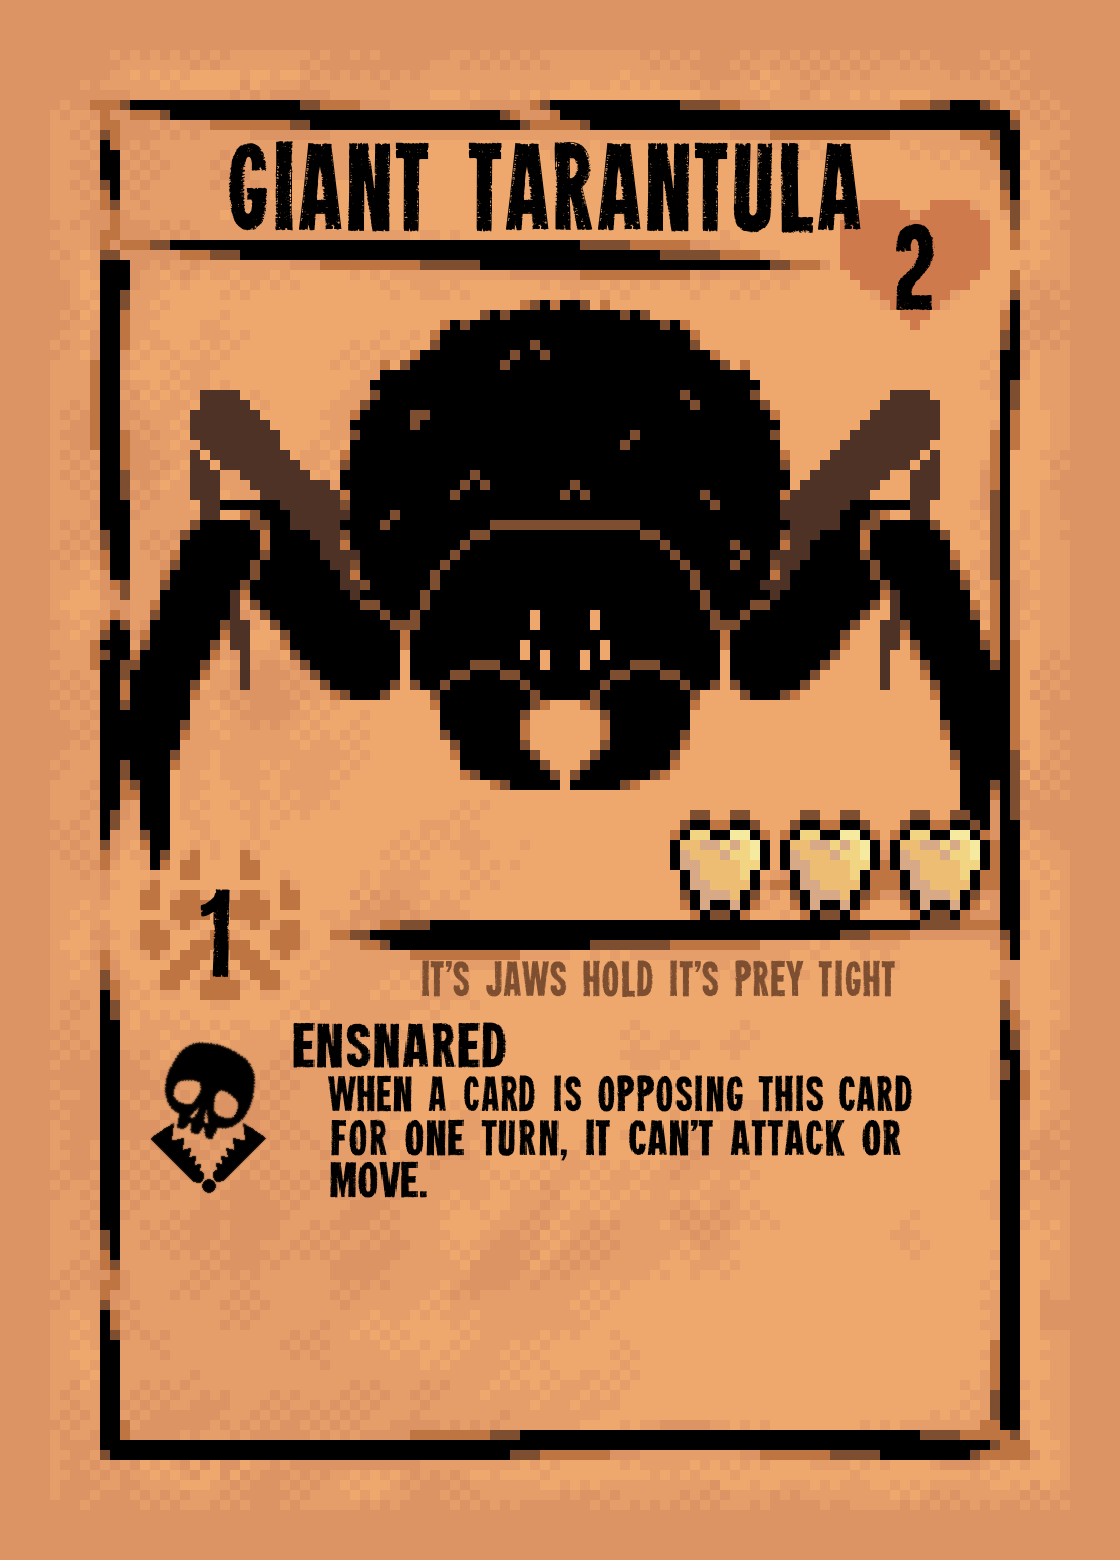 GIANT TARANTULA
2
1
IT'S JAWS HOLD IT'S PREY TIGHT
ENSNARED
WHEN A CARD IS OPPOSING THIS CARD
FOR ONE TURN, IT CAN'T ATTACK OR
MOVE.